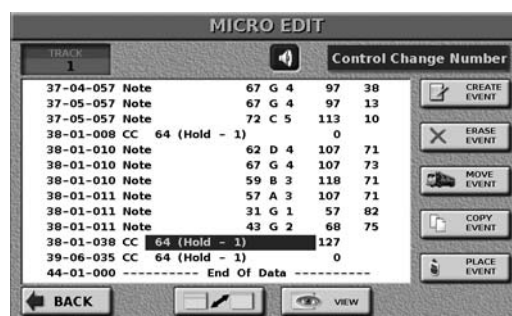 MICRO EDIT
TRACK
1
Control Change Number
37-04-057 Note 67 G 4 97 38
37-05-057 Note 67 G 4 97 13
37-05-057 Note 72 C 5 113 10
38-01-008 CC 64 (Hold - 1) 0
38-01-010 Note 62 D 4 107 71
38-01-010 Note 67 G 4 107 73
38-01-010 Note 59 B 3 118 71
38-01-011 Note 57 A 3 107 71
38-01-011 Note 31 G 1 57 82
38-01-011 Note 43 G 2 68 75
38-01-038 CC 64 (Hold - 1) 127
39-06-035 CC 64 (Hold - 1) 0
44-01-000 ---------- End Of Data ----------
CREATE
EVENT
ERASE
EVENT
MOVE
EVENT
COPY
EVENT
PLACE
EVENT
BACK
VIEW